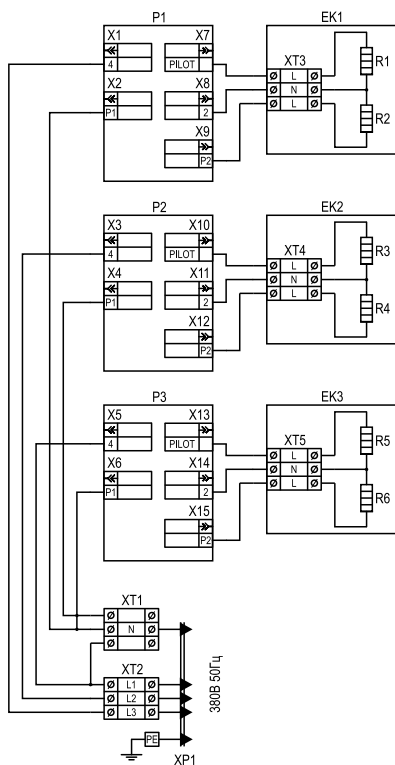 P1
EK1
X1
X7
4
PILOT
XT3
L
R1
X2
X8
P1
2
N
X9
L
R2
P2
P2
EK2
X3
X10
4
PILOT
XT4
L
R3
X4
X11
P1
2
N
X12
L
R4
P2
P3
EK3
X5
X13
4
PILOT
XT5
L
R5
X6
X14
P1
2
N
X15
L
R6
P2
XT1
N
XT2
L1
L2
L3
PE
XP1
380В 50Гц